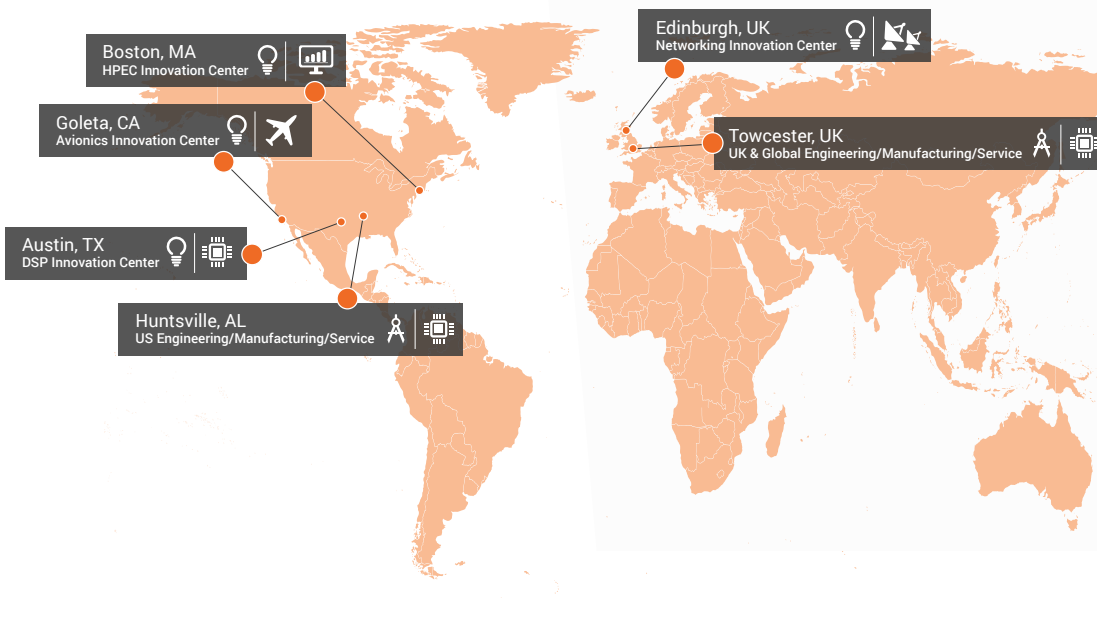 Boston, MA
HPEC Innovation Center
Goleta, CA
Avionics Innovation Center
Austin, TX
DSP Innovation Center
Huntsville, AL
US Engineering/Manufacturing/Service
Edinburgh, UK
Networking Innovation Center
Towcester, UK
UK & Global Engineering/Manufacturing/Service